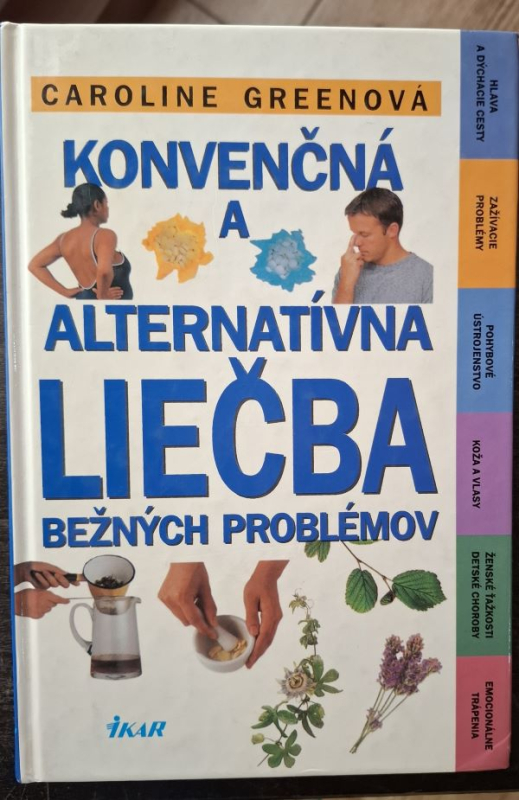 CAROLINE GREENOVÁ
KONVENČNÁ
A
ALTERNATÍVNA
LIEČBA
BEŽNÝCH PROBLÉMOV
IKAR
HLAVA
A DÝCHACIE CESTY
ZAŽÍVACIE
PROBLÉMY
POHYBOVÉ
ÚSTROJENSTVO
KOŽA A VLASY
ŽENSKÉ ŤAŽKOSTI
DETSKÉ CHOROBY
EMOCIONÁLNE
TRÁPENIA